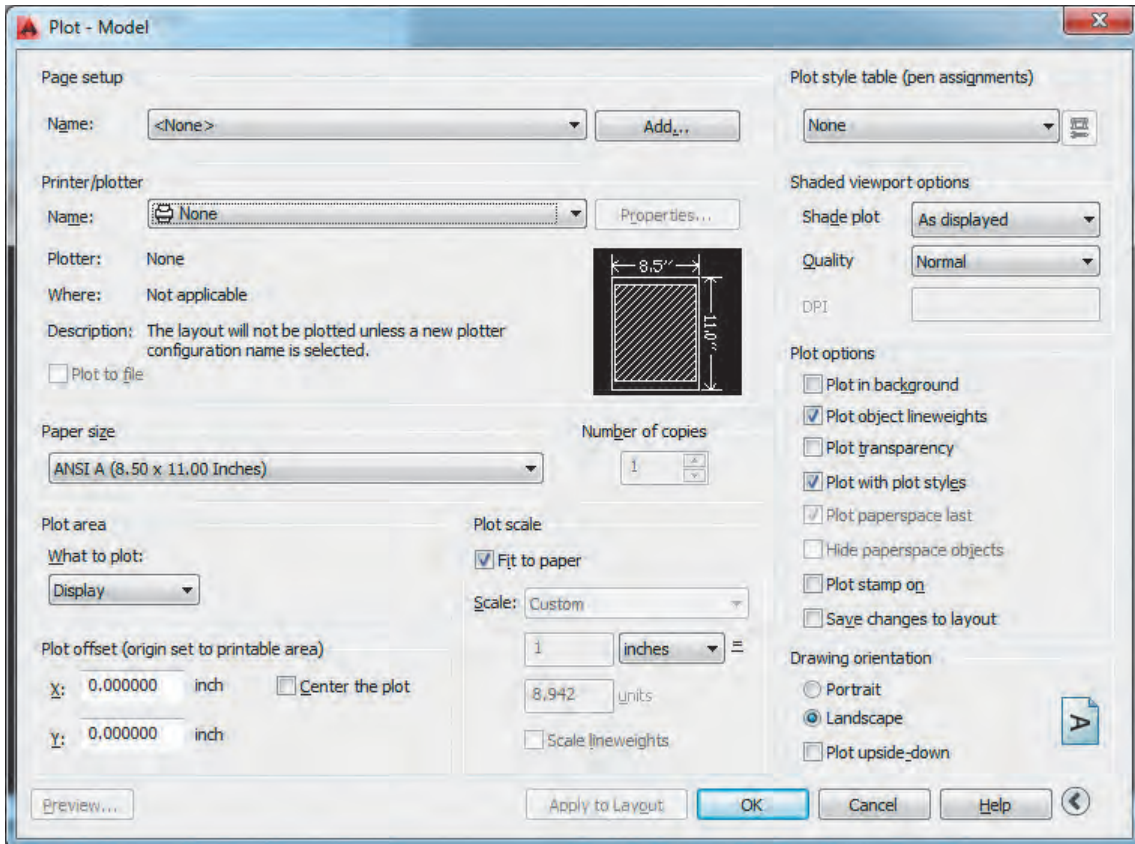 Plot - Model
Page setup
Name: <None> Add...
Printer/plotter
Name: None Properties...
Plotter: None
Where: Not applicable
Description: The layout will not be plotted unless a new plotter
configuration name is selected.
Plot to file
8.5″
11.0″
Paper size
ANSI A (8.50 x 11.00 Inches)
Number of copies
1
Plot area
What to plot:
Display
Plot scale
Fit to paper
Scale: Custom
1 inches =
8.942 units
Scale lineweights
Plot offset (origin set to printable area)
X: 0.000000 inch Center the plot
Y: 0.000000 inch
Plot style table (pen assignments)
None
Shaded viewport options
Shade plot As displayed
Quality Normal
DPI
Plot options
Plot in background
Plot object lineweights
Plot transparency
Plot with plot styles
Plot paperspace last
Hide paperspace objects
Plot stamp on
Save changes to layout
Drawing orientation
Portrait
Landscape
Plot upside-down
A
Preview... Apply to Layout OK Cancel Help